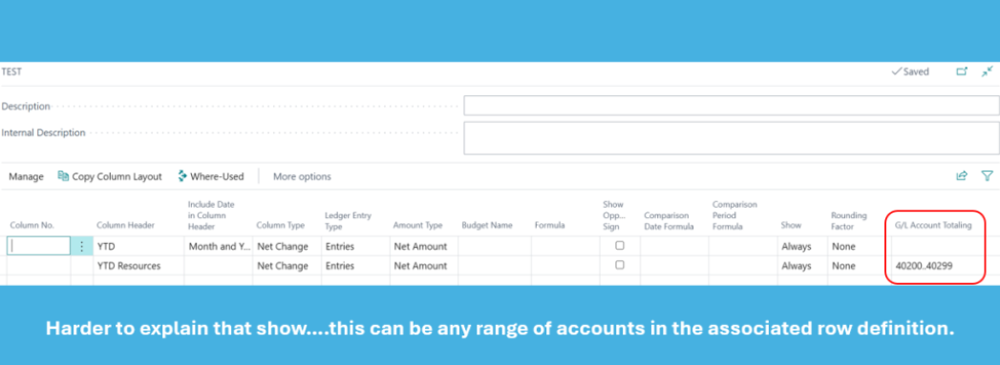 TEST
Saved
Description
Internal Description
Manage Copy Column Layout Where-Used More options
Column No. Column Header Include Date in Column Header Column Type Ledger Entry Type Amount Type Budget Name Formula Show Opp... Sign Comparison Date Formula Comparison Period Formula Show Rounding Factor G/L Account Totaling
YTD Month and Y... Net Change Entries Net Amount Always None
YTD Resources Net Change Entries Net Amount Always None 40200..40299
Harder to explain that show....this can be any range of accounts in the associated row definition.